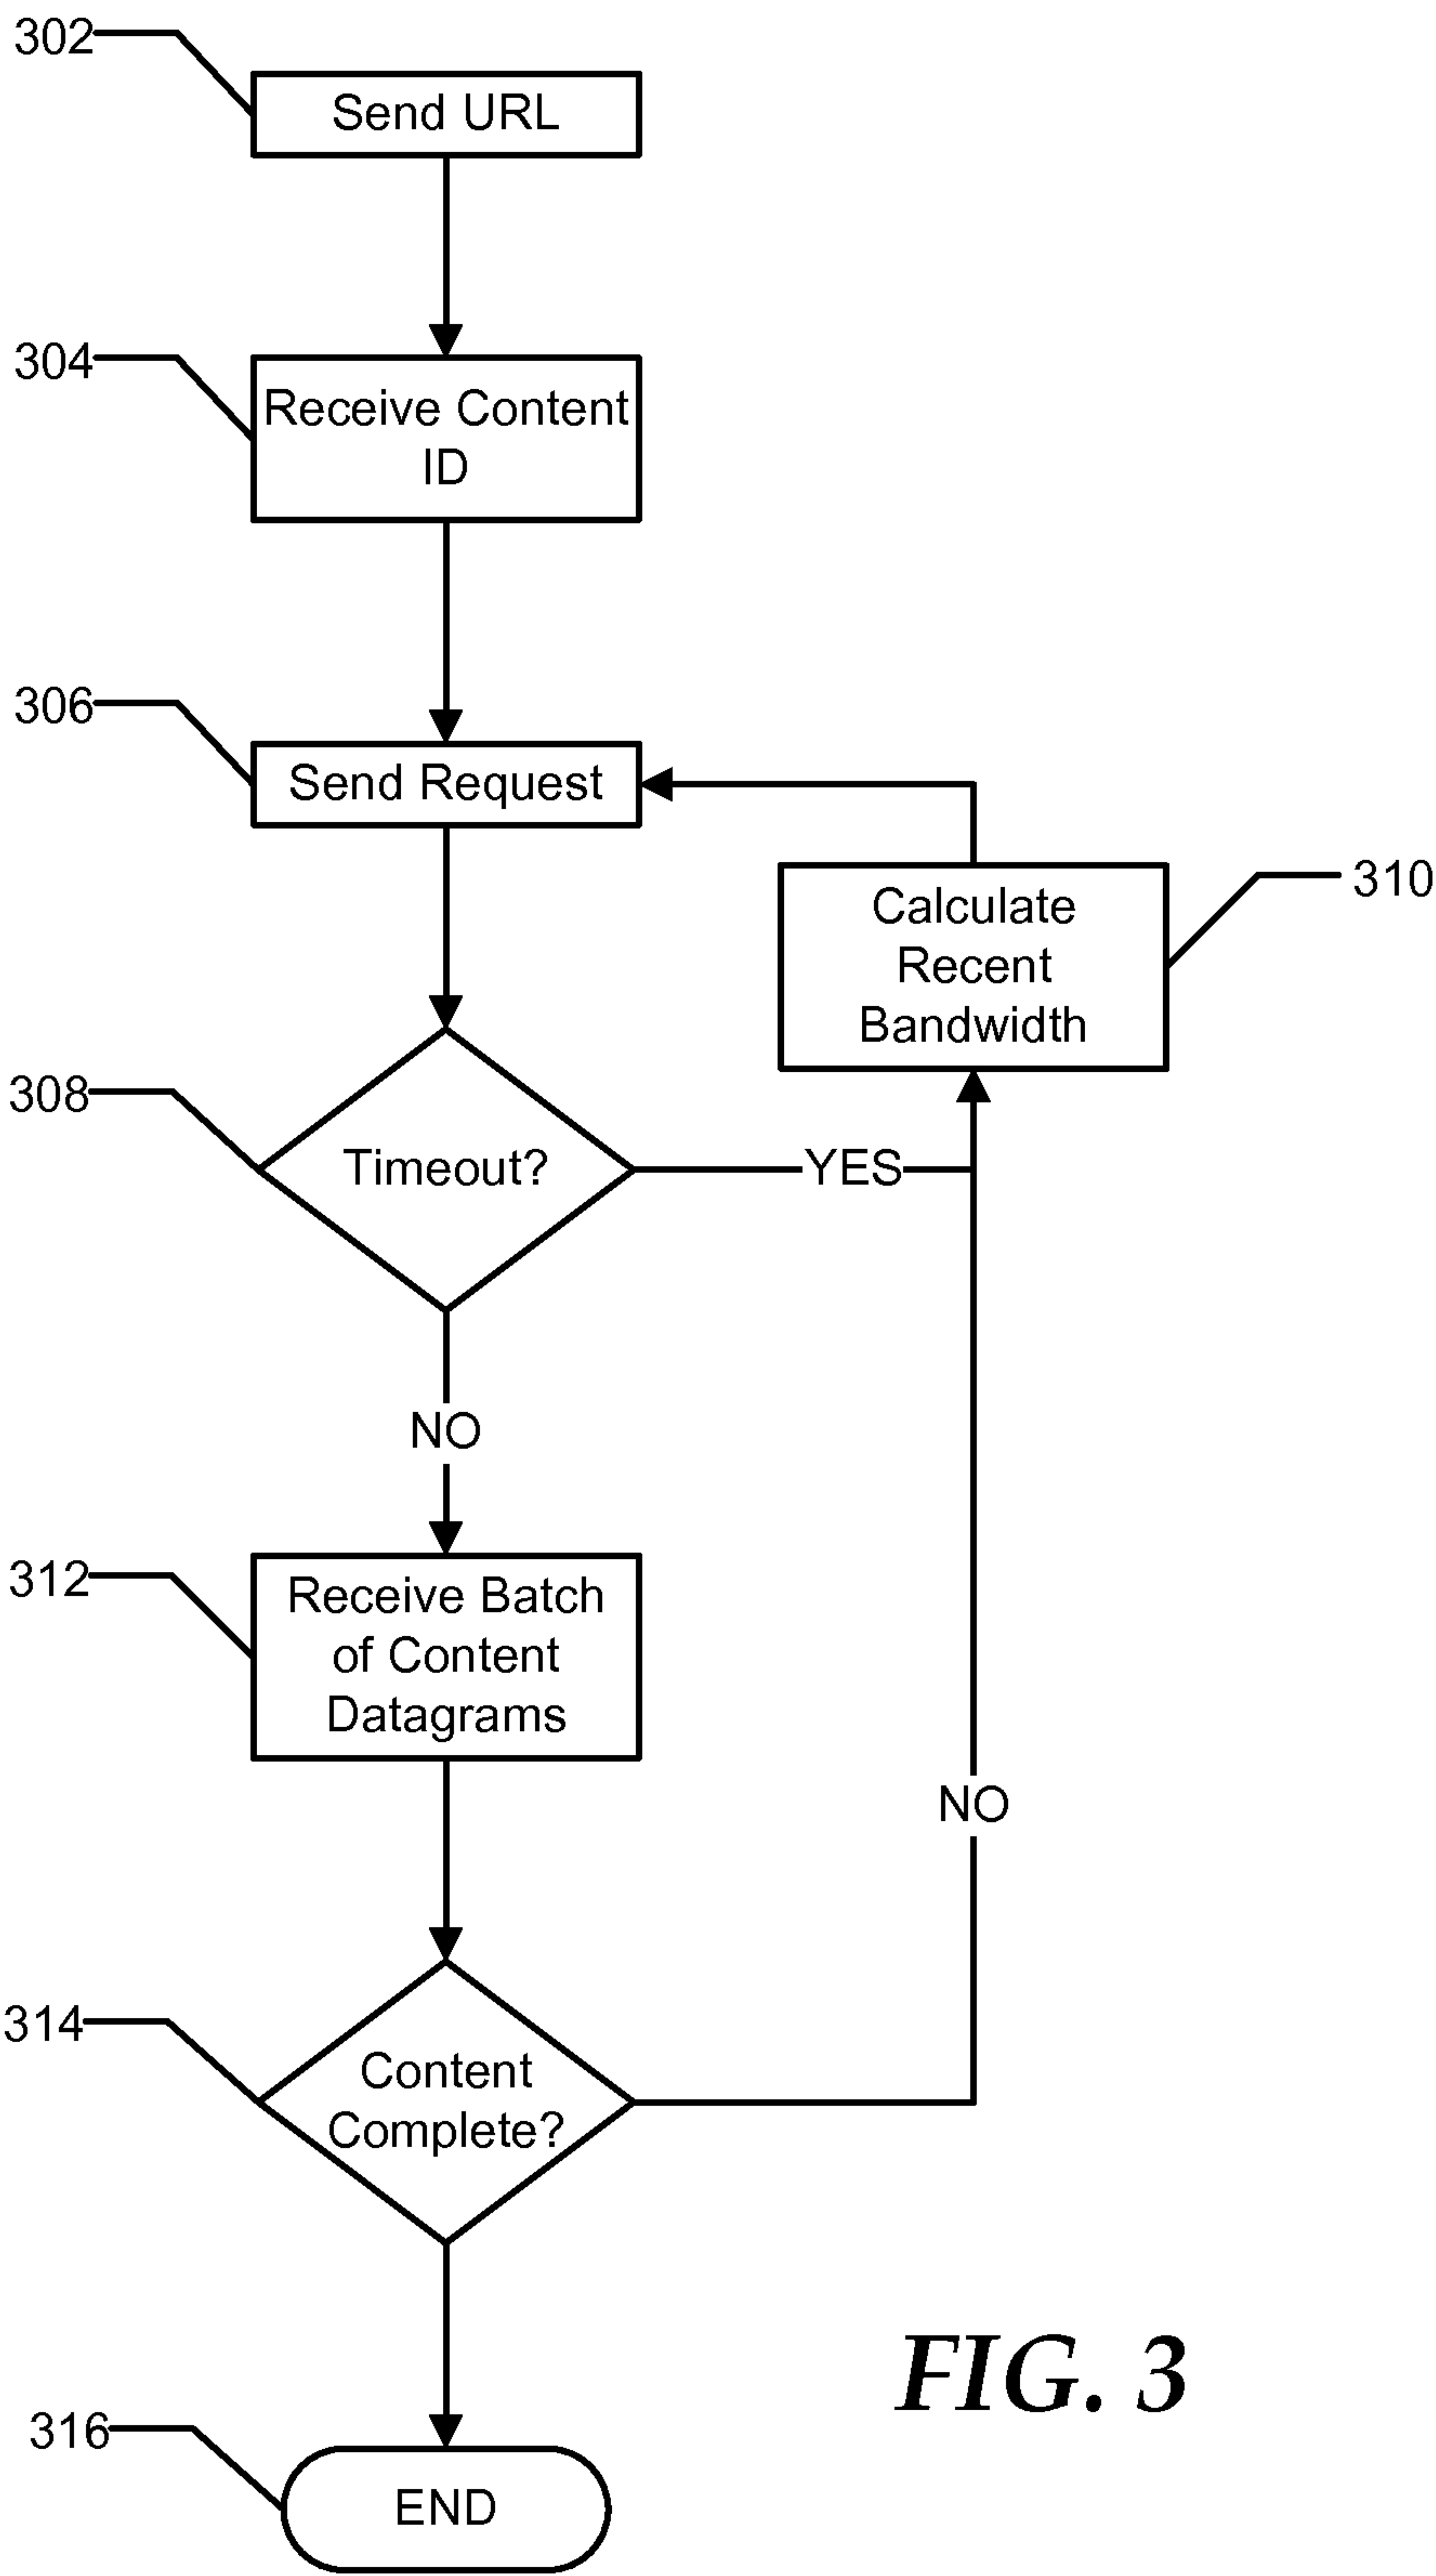 302
Send URL
304
Receive Content
ID
306
Send Request
310
Calculate
Recent
Bandwidth
308
Timeout?
YES
NO
312
Receive Batch
of Content
Datagrams
NO
314
Content
Complete?
FIG. 3
316
END